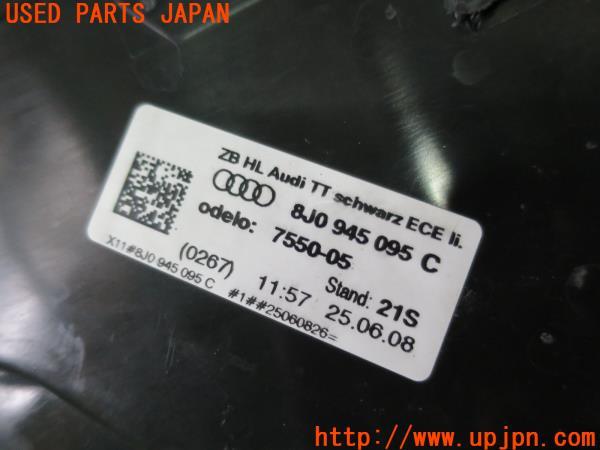 USED PARTS JAPAN
ZB HL Audi TT schwarz ECE li.
8J0 945 095 C
odelo: 7550-05
Stand: 21S
X11#8J0 945 095 C
(0267) 11:57 25.06.08
#1##25060826=
UPJ
http://www.upjpn.com